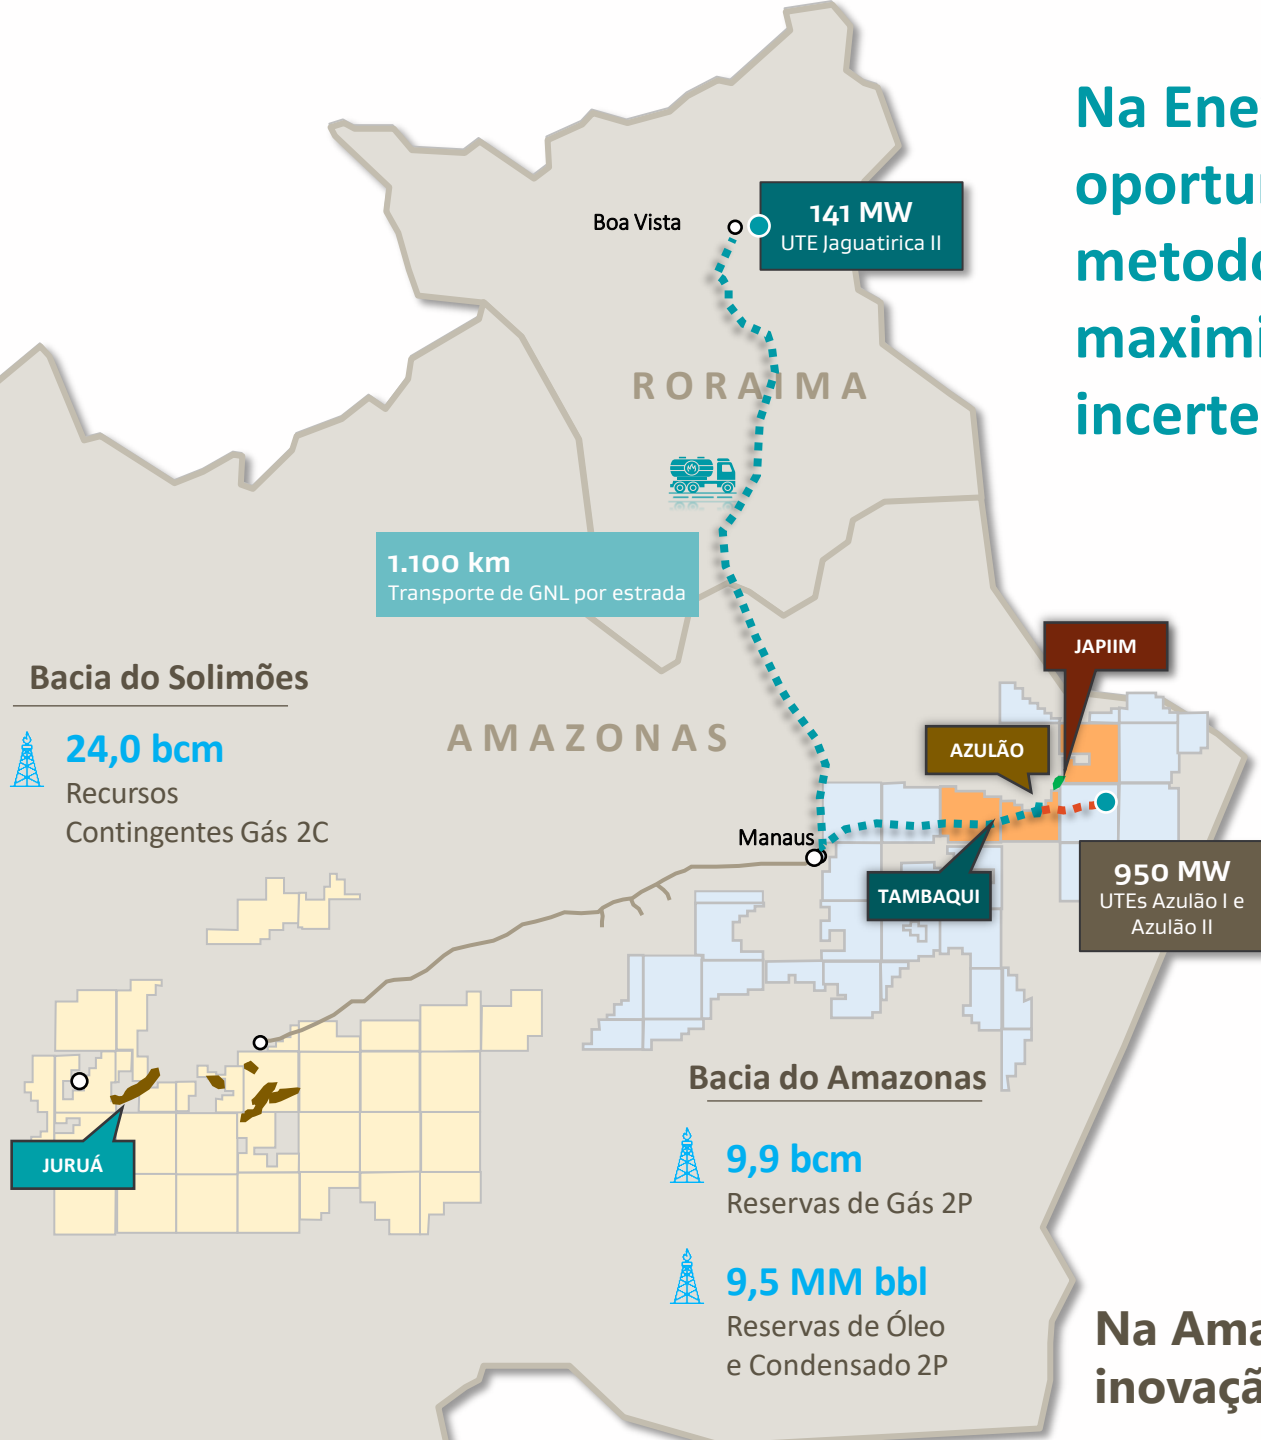 Na Ene
oportu
metodo
maximi
incerte
141 MW
UTE Jaguatirica II
Boa Vista
RORAIMA
1.100 km
Transporte de GNL por estrada
Bacia do Solimões
24,0 bcm
Recursos
Contingentes Gás 2C
AMAZONAS
JAPIIM
AZULÃO
Manaus
TAMBAQUI
950 MW
UTEs Azulão I e
Azulão II
JURUÁ
Bacia do Amazonas
9,9 bcm
Reservas de Gás 2P
9,5 MM bbl
Reservas de Óleo
e Condensado 2P
Na Ama
inovaçã